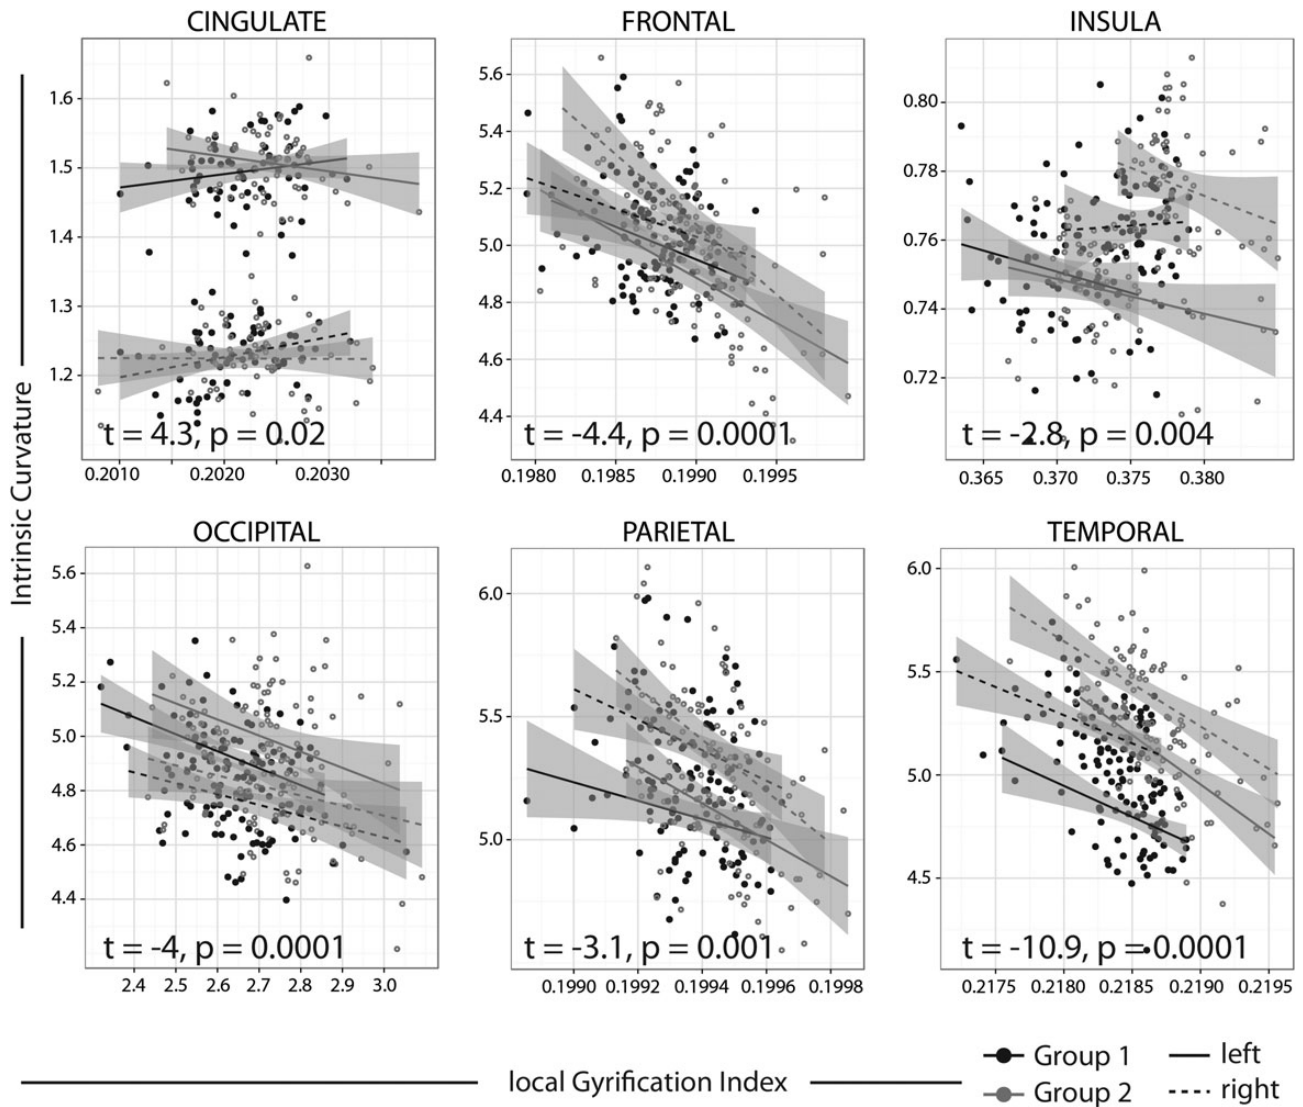 CINGULATE FRONTAL INSULA
1.6
1.5
1.4
1.3
1.2
t = 4.3, p = 0.02
0.2010 0.2020 0.2030
5.6
5.4
5.2
5.0
4.8
4.6
4.4
t = -4.4, p = 0.0001
0.1980 0.1985 0.1990 0.1995
0.80
0.78
0.76
0.74
0.72
t = -2.8, p = 0.004
0.365 0.370 0.375 0.380
Intrinsic Curvature
OCCIPITAL PARIETAL TEMPORAL
5.6
5.4
5.2
5.0
4.8
4.6
4.4
t = -4, p = 0.0001
2.4 2.5 2.6 2.7 2.8 2.9 3.0
6.0
5.5
5.0
t = -3.1, p = 0.001
0.1990 0.1992 0.1994 0.1996 0.1998
6.0
5.5
5.0
4.5
t = -10.9, p = 0.0001
0.2175 0.2180 0.2185 0.2190 0.2195
local Gyrification Index
Group 1 left
Group 2 right